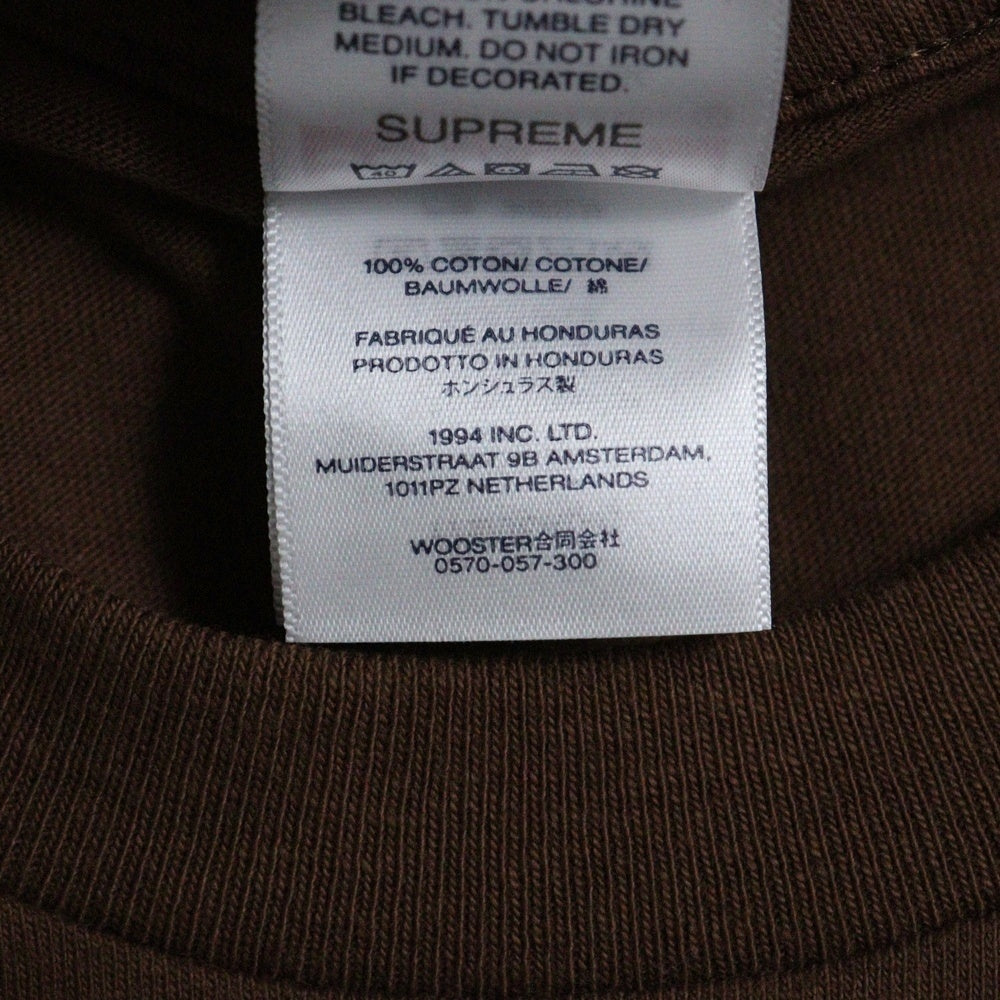 BLEACH. TUMBLE DRY
MEDIUM. DO NOT IRON
IF DECORATED.
SUPREME
40
100% COTON/ COTONE/
BAUMWOLLE/ 綿
FABRIQUÉ AU HONDURAS
PRODOTTO IN HONDURAS
ホンジュラス製
1994 INC. LTD.
MUIDERSTRAAT 9B AMSTERDAM,
1011PZ NETHERLANDS
WOOSTER合同会社
0570-057-300